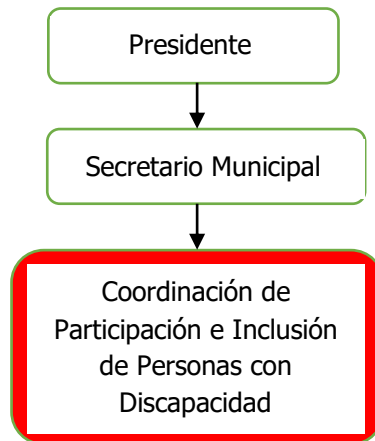 Presidente
Secretario Municipal
Coordinación de
Participación e Inclusión
de Personas con
Discapacidad